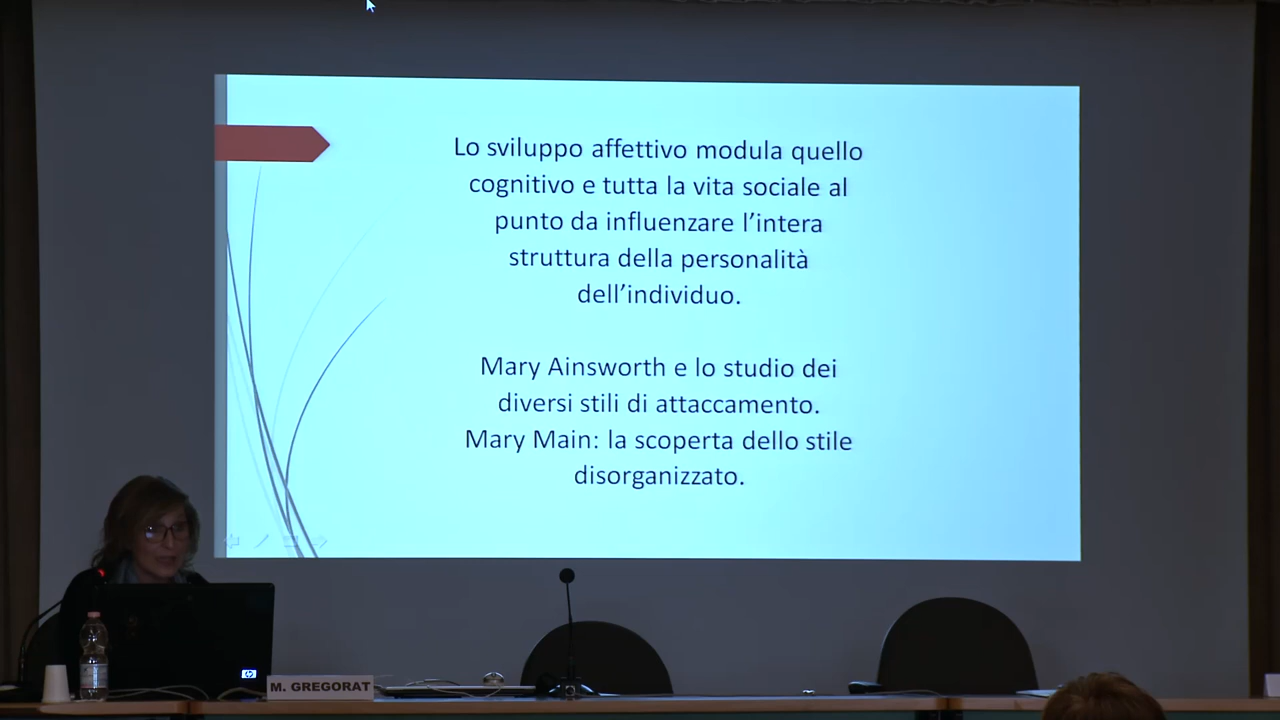 Lo sviluppo affettivo modula quello
cognitivo e tutta la vita sociale al
punto da influenzare l’intera
struttura della personalità
dell’individuo.
Mary Ainsworth e lo studio dei
diversi stili di attaccamento.
Mary Main: la scoperta dello stile
disorganizzato.
hp
M. GREGORAT